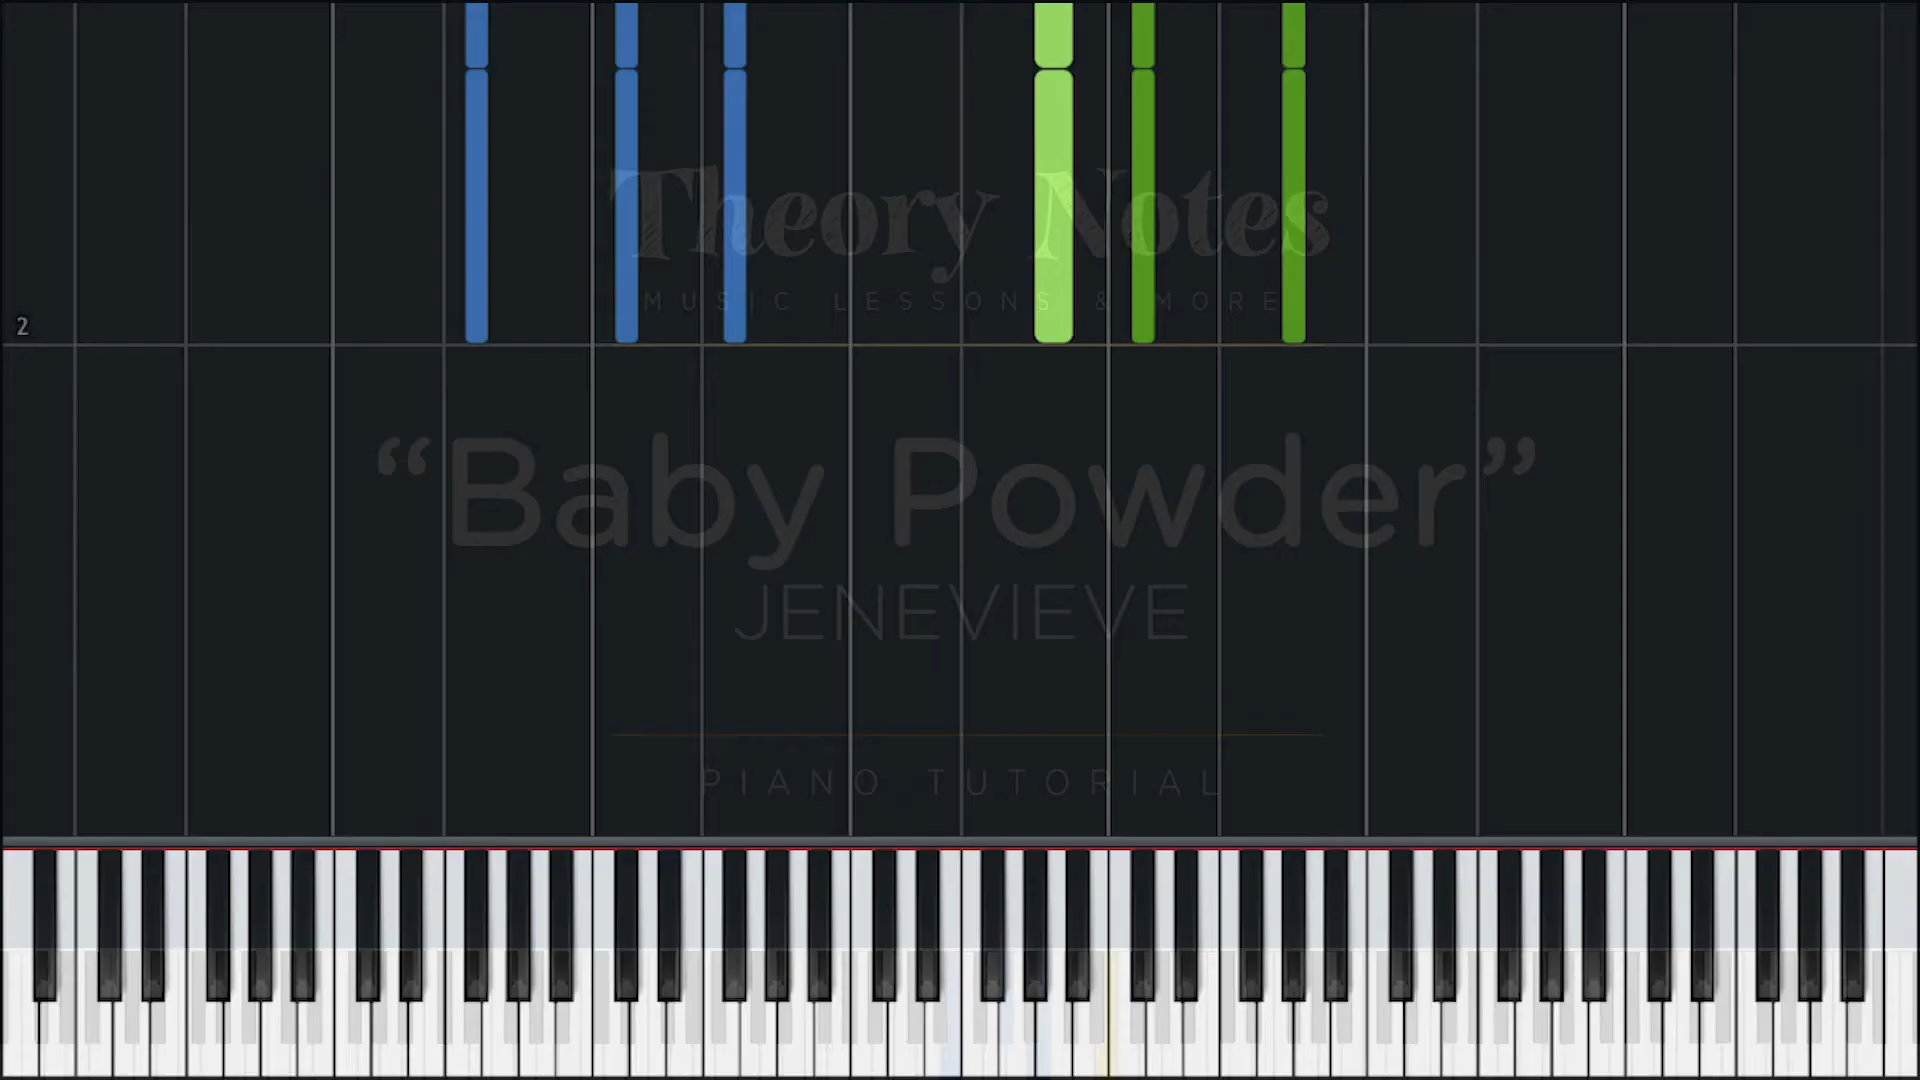 Theory Notes
MUSIC LESSONS & MORE
2
“Baby Powder”
JENEVIEVE
PIANO TUTORIAL